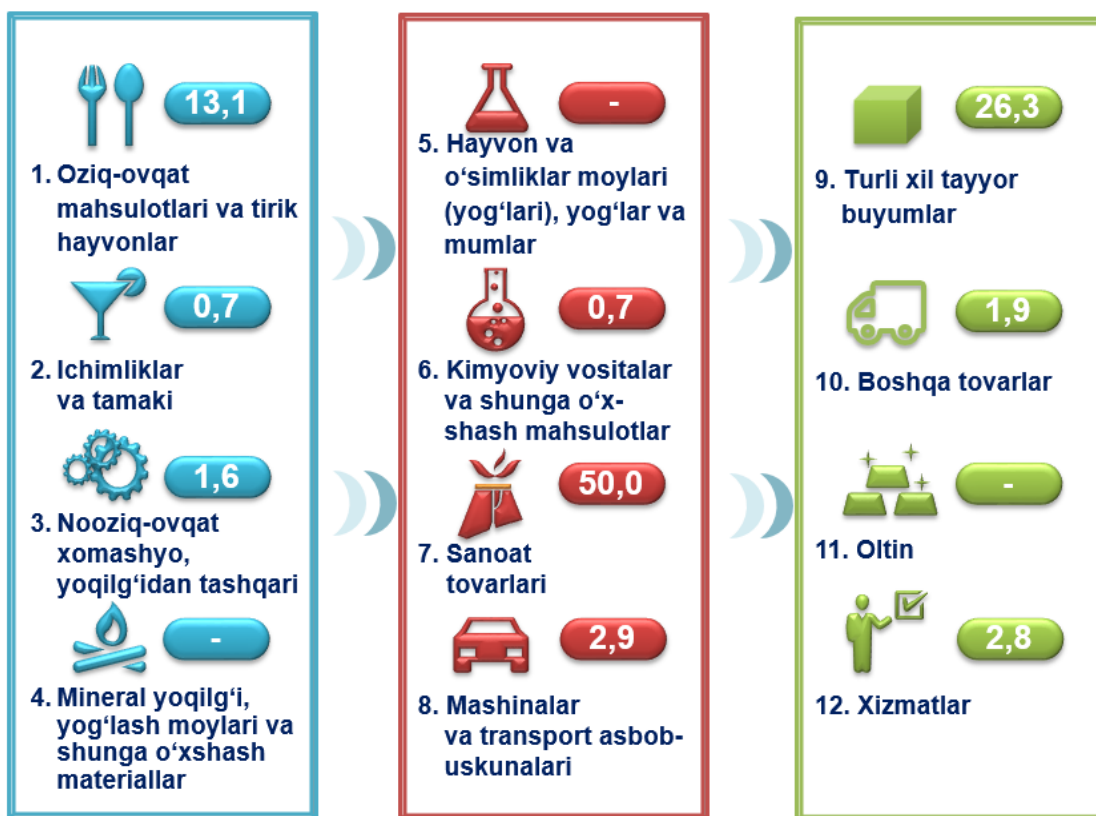 13,1
1. Oziq-ovqat
mahsulotlari va tirik
hayvonlar
0,7
2. Ichimliklar
va tamaki
1,6
3. Nooziq-ovqat
xomashyo,
yoqilg‘idan tashqari
-
4. Mineral yoqilg‘i,
yog‘lash moylari va
shunga o‘xshash
materiallar
-
5. Hayvon va
o‘simliklar moylari
(yog‘lari), yog‘lar va
mumlar
0,7
6. Kimyoviy vositalar
va shunga o‘x-
shash mahsulotlar
50,0
7. Sanoat
tovarlari
2,9
8. Mashinalar
va transport asbob-
uskunalari
26,3
9. Turli xil tayyor
buyumlar
1,9
10. Boshqa tovarlar
-
11. Oltin
2,8
12. Xizmatlar